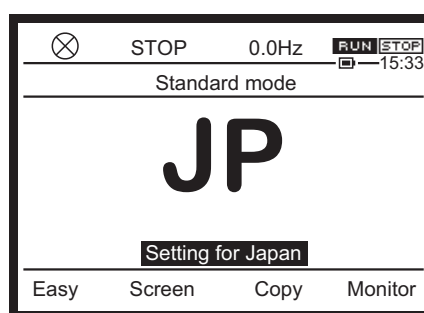 STOP 0.0Hz RUN STOP
15:33
Standard mode
JP
Setting for Japan
Easy Screen Copy Monitor